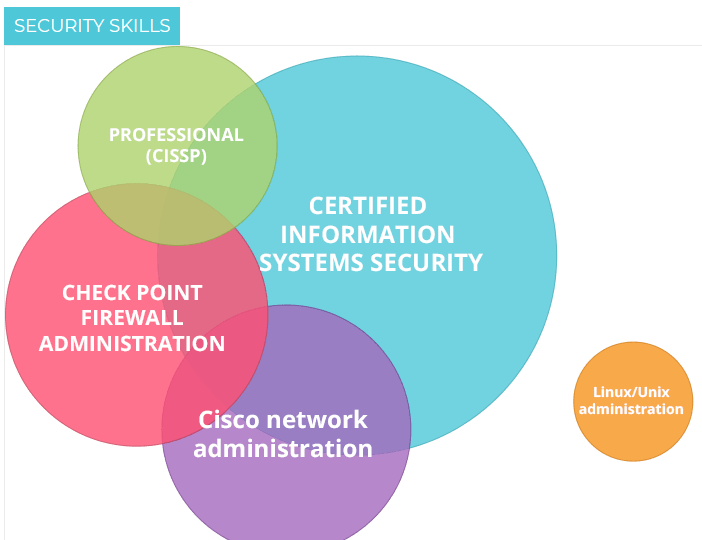 SECURITY SKILLS
PROFESSIONAL
(CISSP)
CERTIFIED
INFORMATION
SYSTEMS SECURITY
CHECK POINT
FIREWALL
ADMINISTRATION
Cisco network
administration
Linux/Unix
administration